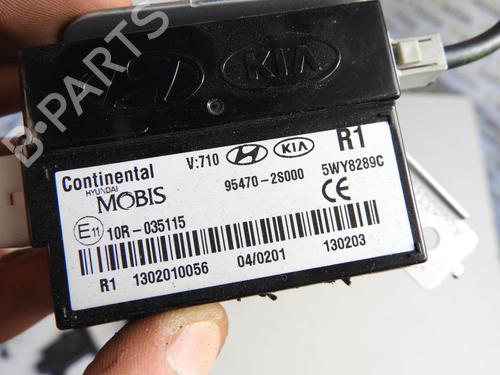 KIA
Continental V:710 KIA R1
HYUNDAI
MOBIS 95470-2S000 5WY8289C
CE
E11 10R-035115
R1 1302010056 04/0201 130203
B-PARTS